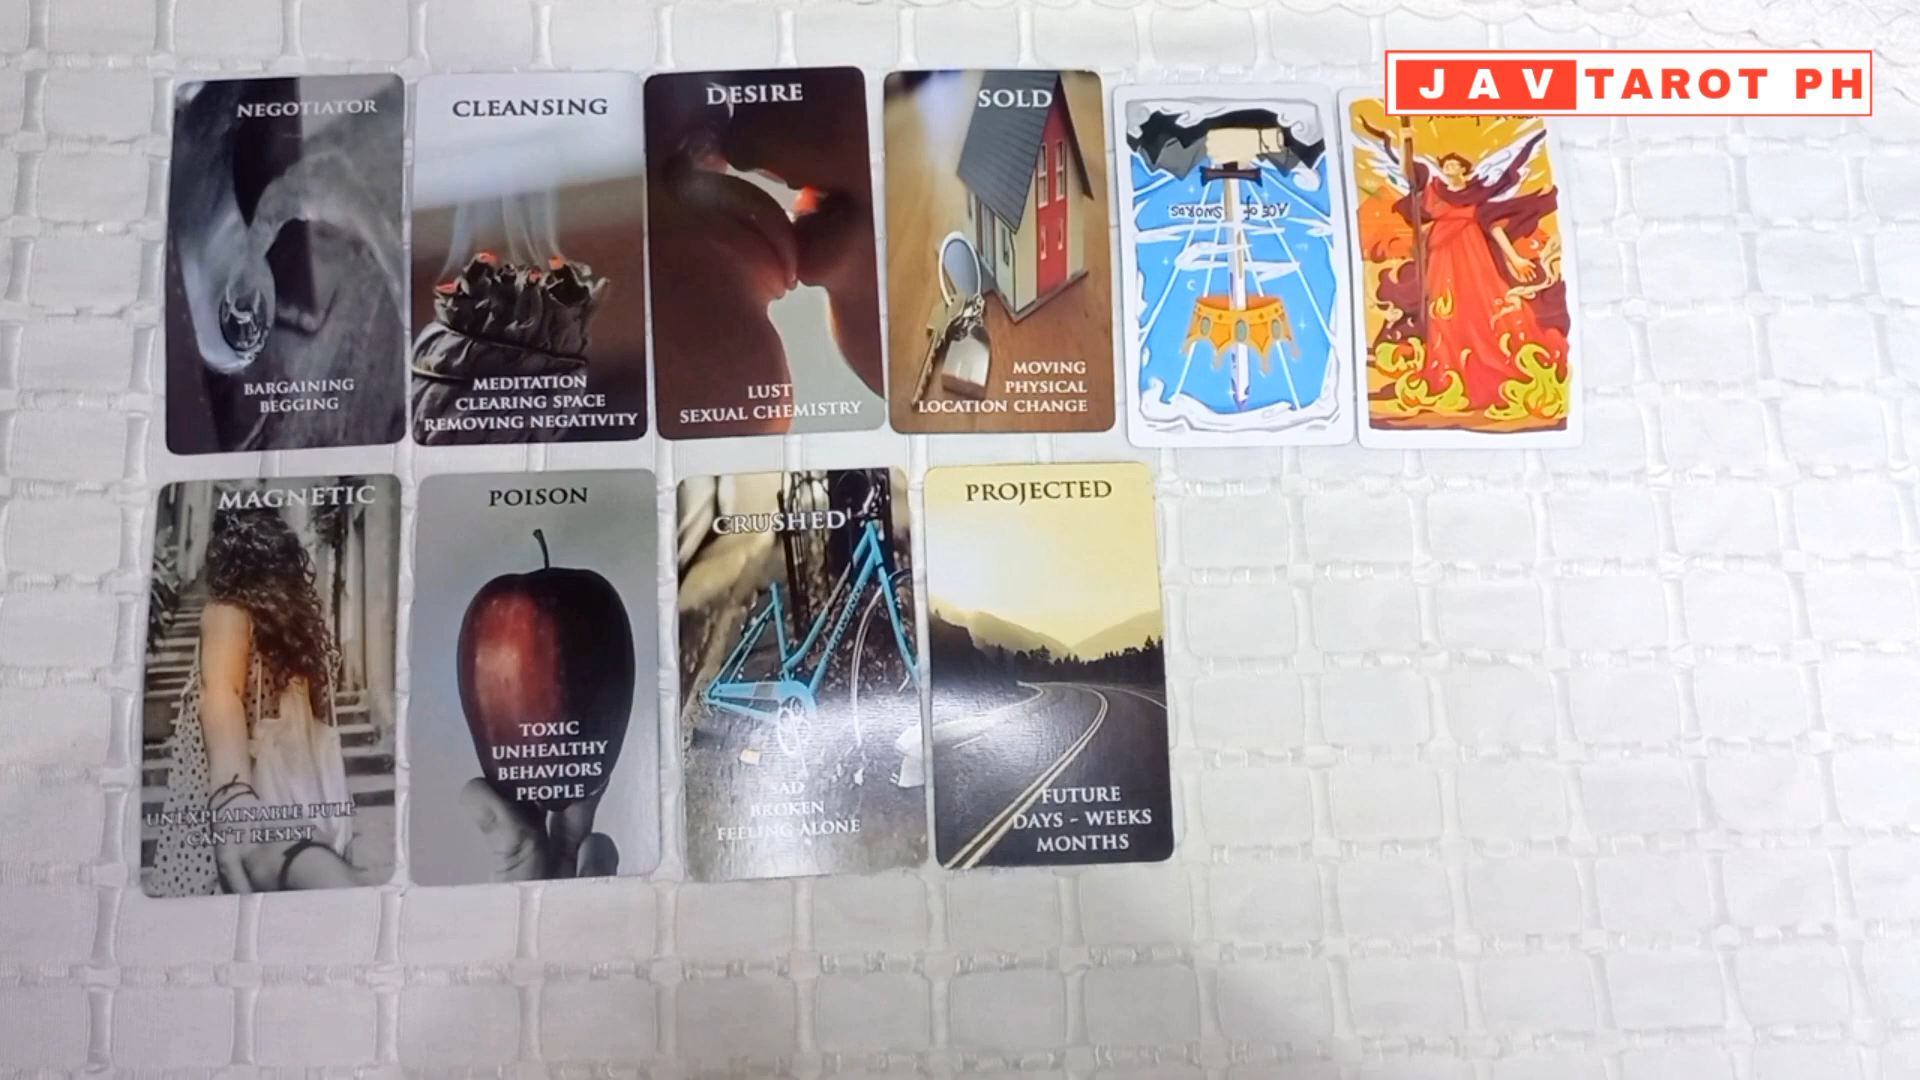 JAV TAROT PH
NEGOTIATOR
BARGAINING
BEGGING
CLEANSING
MEDITATION
CLEARING SPACE
REMOVING NEGATIVITY
DESIRE
LUST
SEXUAL CHEMISTRY
SOLD
MOVING
PHYSICAL
LOCATION CHANGE
ACE of SWORDS
MAGNETIC
UNEXPLAINABLE PULL
CAN'T RESIST
POISON
TOXIC
UNHEALTHY
BEHAVIORS
PEOPLE
CRUSHED
SAD
BROKEN
FEELING ALONE
PROJECTED
FUTURE
DAYS - WEEKS
MONTHS